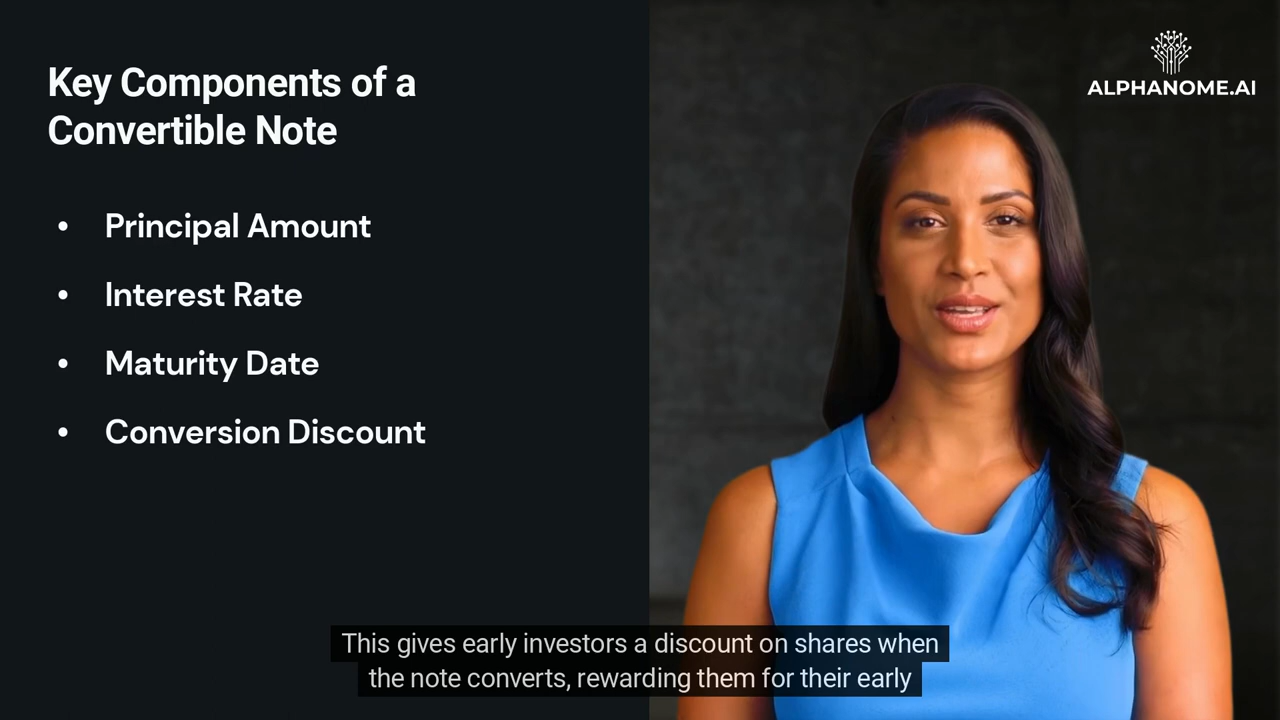 Key Components of a
Convertible Note
• Principal Amount
• Interest Rate
• Maturity Date
• Conversion Discount
ALPHANOME.AI
This gives early investors a discount on shares when
the note converts, rewarding them for their early